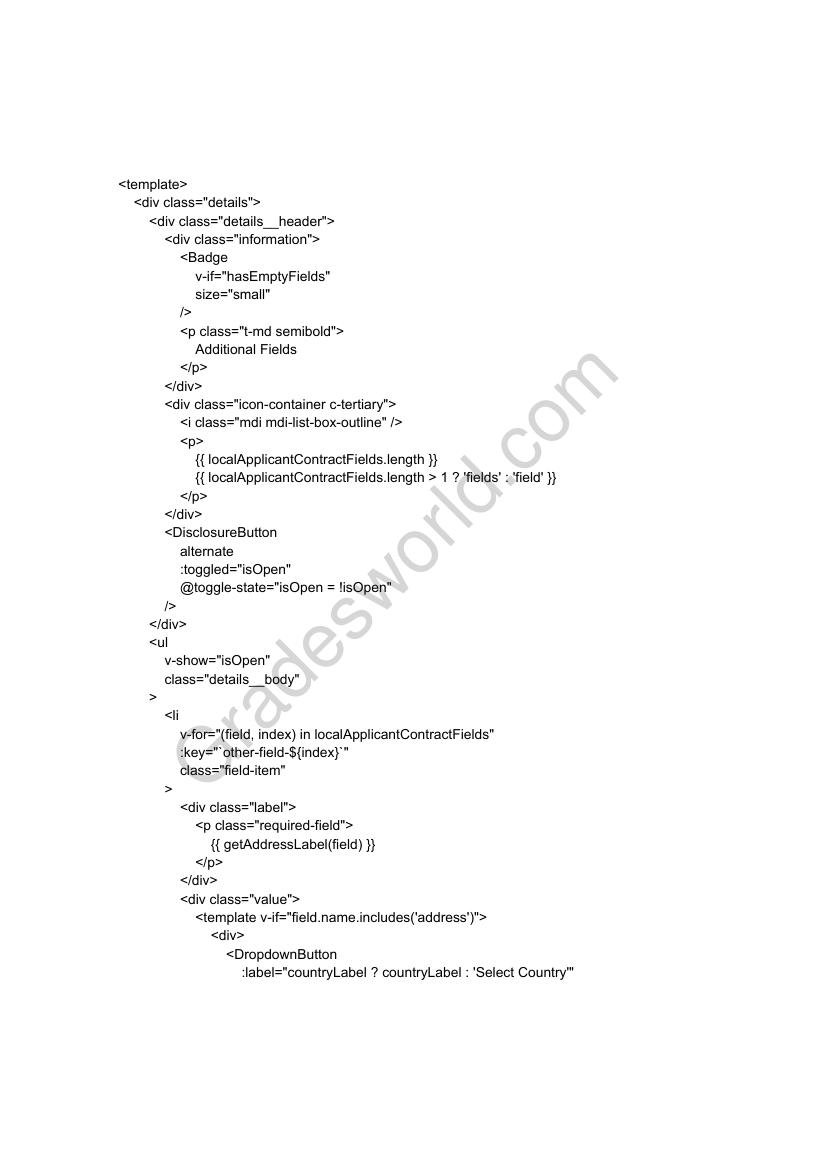 <template>
<div class="details">
<div class="details__header">
<div class="information">
<Badge
v-if="hasEmptyFields"
size="small"
/>
<p class="t-md semibold">
Additional Fields
</p>
</div>
<div class="icon-container c-tertiary">
<i class="mdi mdi-list-box-outline" />
<p>
{{ localApplicantContractFields.length }}
{{ localApplicantContractFields.length > 1 ? 'fields' : 'field' }}
</p>
</div>
<DisclosureButton
alternate
:toggled="isOpen"
@toggle-state="isOpen = !isOpen"
/>
</div>
<ul
v-show="isOpen"
class="details__body"
>
<li
v-for="(field, index) in localApplicantContractFields"
:key="`other-field-${index}`"
class="field-item"
>
<div class="label">
<p class="required-field">
{{ getAddressLabel(field) }}
</p>
</div>
<div class="value">
<template v-if="field.name.includes('address')">
<div>
<DropdownButton
:label="countryLabel ? countryLabel : 'Select Country'"
Gradesworld.com